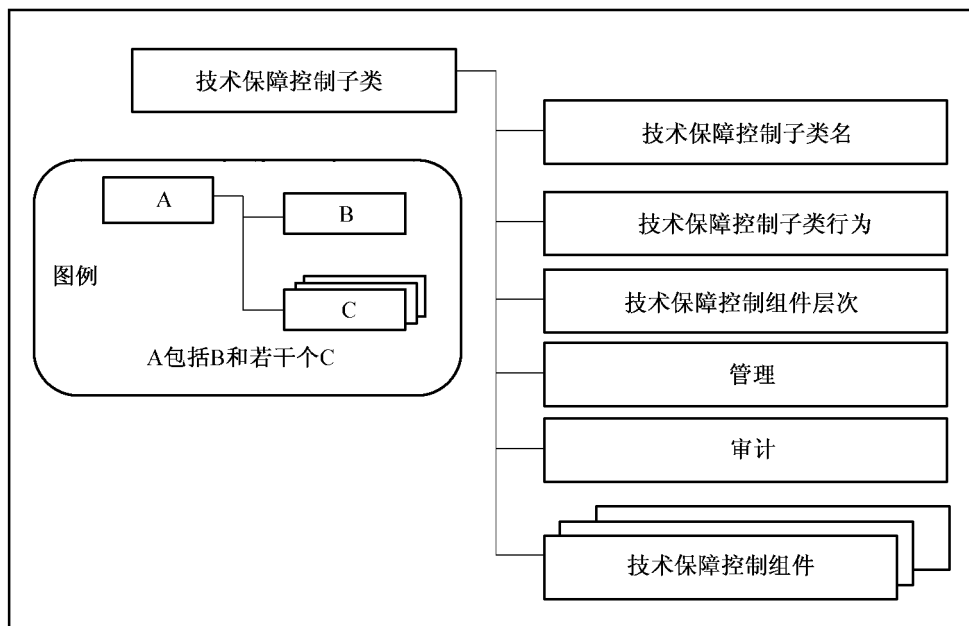 技术保障控制子类
技术保障控制子类名
技术保障控制子类行为
技术保障控制组件层次
管理
审计
技术保障控制组件
A
B
图例
C
A包括B和若干个C